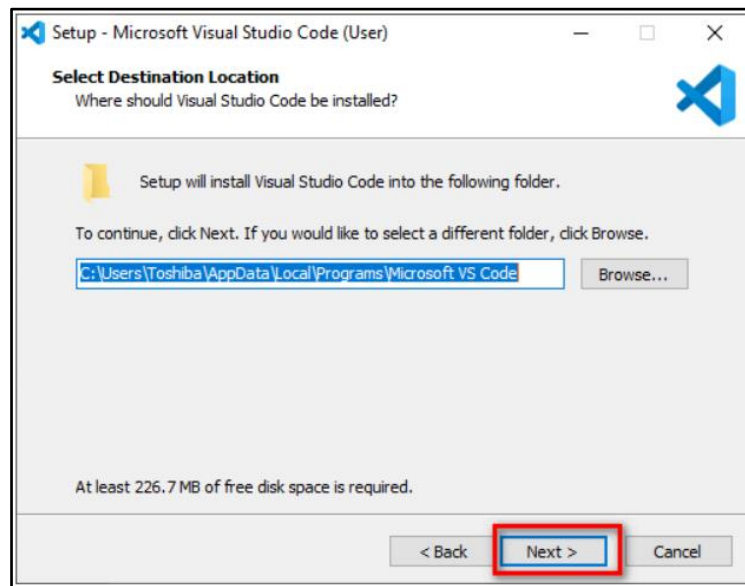 Setup - Microsoft Visual Studio Code (User)
Select Destination Location
Where should Visual Studio Code be installed?
Setup will install Visual Studio Code into the following folder.
To continue, click Next. If you would like to select a different folder, click Browse.
C:\Users\Toshiba\AppData\Local\Programs\Microsoft VS Code
Browse...
At least 226.7 MB of free disk space is required.
< Back Next > Cancel